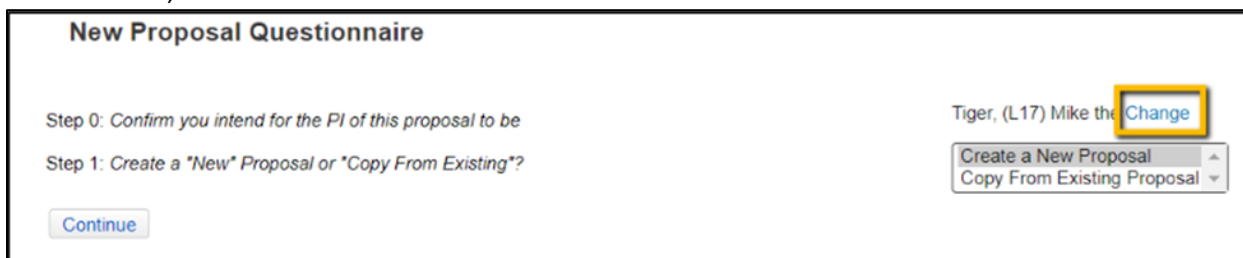 New Proposal Questionnaire
Step 0: Confirm you intend for the PI of this proposal to be
Tiger, (L17) Mike the Change
Step 1: Create a "New" Proposal or "Copy From Existing"?
Create a New Proposal
Copy From Existing Proposal
Continue